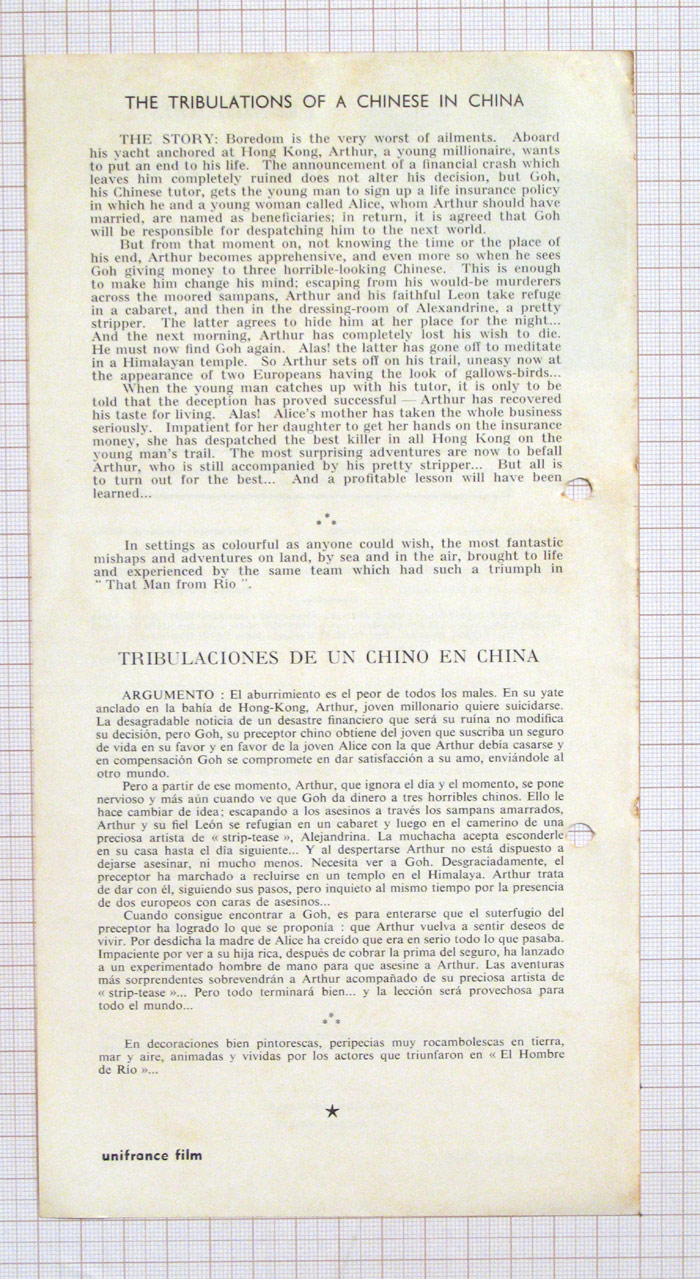 THE TRIBULATIONS OF A CHINESE IN CHINA
THE STORY: Boredom is the very worst of ailments. Aboard
his yacht anchored at Hong Kong, Arthur, a young millionaire, wants
to put an end to his life. The announcement of a financial crash which
leaves him completely ruined does not alter his decision, but Goh,
his Chinese tutor, gets the young man to sign up a life insurance policy
in which he and a young woman called Alice, whom Arthur should have
married, are named as beneficiaries; in return, it is agreed that Goh
will be responsible for despatching him to the next world.
But from that moment on, not knowing the time or the place of
his end, Arthur becomes apprehensive, and even more so when he sees
Goh giving money to three horrible-looking Chinese. This is enough
to make him change his mind; escaping from his would-be murderers
across the moored sampans, Arthur and his faithful Leon take refuge
in a cabaret, and then in the dressing-room of Alexandrine, a pretty
stripper. The latter agrees to hide him at her place for the night...
And the next morning, Arthur has completely lost his wish to die.
He must now find Goh again. Alas! the latter has gone off to meditate
in a Himalayan temple. So Arthur sets off on his trail, uneasy now at
the appearance of two Europeans having the look of gallows-birds...
When the young man catches up with his tutor, it is only to be
told that the deception has proved successful — Arthur has recovered
his taste for living. Alas! Alice's mother has taken the whole business
seriously. Impatient for her daughter to get her hands on the insurance
money, she has despatched the best killer in all Hong Kong on the
young man's trail. The most surprising adventures are now to befall
Arthur, who is still accompanied by his pretty stripper... But all is
to turn out for the best... And a profitable lesson will have been
learned...
In settings as colourful as anyone could wish, the most fantastic
mishaps and adventures on land, by sea and in the air, brought to life
and experienced by the same team which had such a triumph in
" That Man from Rio ".
TRIBULACIONES DE UN CHINO EN CHINA
ARGUMENTO : El aburrimiento es el peor de todos los males. En su yate
anclado en la bahía de Hong-Kong, Arthur, joven millonario quiere suicidarse.
La desagradable noticia de un desastre financiero que será su ruina no modifica
su decisión, pero Goh, su preceptor chino obtiene del joven que suscriba un seguro
de vida en su favor y en favor de la joven Alice con la que Arthur debía casarse y
en compensación Goh se compromete en dar satisfacción a su amo, enviándole al
otro mundo.
Pero a partir de ese momento, Arthur, que ignora el día y el momento, se pone
nervioso y más aún cuando ve que Goh da dinero a tres horribles chinos. Ello le
hace cambiar de idea; escapando a los asesinos a través los sampans amarrados,
Arthur y su fiel León se refugian en un cabaret y luego en el camerino de una
preciosa artista de « strip-tease », Alejandrina. La muchacha acepta esconderle
en su casa hasta el día siguiente... Y al despertarse Arthur no está dispuesto a
dejarse asesinar, ni mucho menos. Necesita ver a Goh. Desgraciadamente, el
preceptor ha marchado a recluirse en un templo en el Himalaya. Arthur trata
de dar con él, siguiendo sus pasos, pero inquieto al mismo tiempo por la presencia
de dos europeos con caras de asesinos...
Cuando consigue encontrar a Goh, es para enterarse que el suterfugio del
preceptor ha logrado lo que se proponía : que Arthur vuelva a sentir deseos de
vivir. Por desdicha la madre de Alice ha creído que era en serio todo lo que pasaba.
Impaciente por ver a su hija rica, después de cobrar la prima del seguro, ha lanzado
a un experimentado hombre de mano para que asesine a Arthur. Las aventuras
más sorprendentes sobrevendrán a Arthur acompañado de su preciosa artista de
« strip-tease »... Pero todo terminará bien... y la lección será provechosa para
todo el mundo...
En decoraciones bien pintorescas, peripecias muy rocambolescas en tierra,
mar y aire, animadas y vividas por los actores que triunfaron en « El Hombre
de Río »...
unifrance film